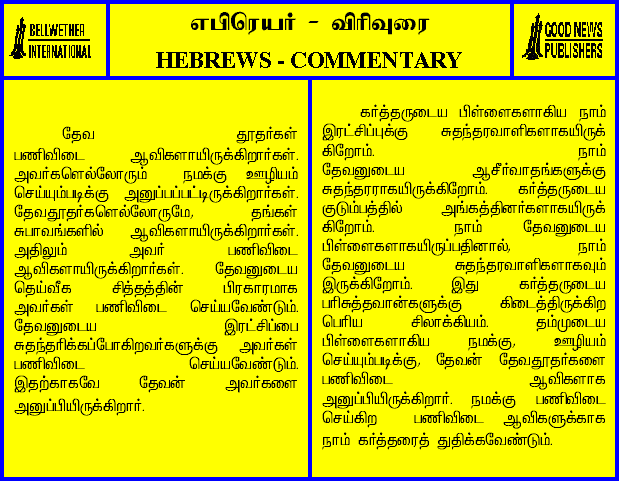 BELLWETHER
INTERNATIONAL
எபிரெயர் - விரிவுரை
HEBREWS - COMMENTARY
GOOD NEWS
PUBLISHERS
தேவ தூதர்கள்
பணிவிடை ஆவிகளாயிருக்கிறார்கள்.
அவர்களெல்லோரும் நமக்கு ஊழியம்
செய்யும்படிக்கு அனுப்பப்பட்டிருக்கிறார்கள்.
தேவதூதர்களெல்லோருமே, தங்கள்
சுபாவங்களில் ஆவிகளாயிருக்கிறார்கள்.
அதிலும் அவர் பணிவிடை
ஆவிகளாயிருக்கிறார்கள். தேவனுடைய
தெய்வீக சித்தத்தின் பிரகாரமாக
அவர்கள் பணிவிடை செய்யவேண்டும்.
தேவனுடைய இரட்சிப்பை
சுதந்தரிக்கப்போகிறவர்களுக்கு அவர்கள்
பணிவிடை செய்யவேண்டும்.
இதற்காகவே தேவன் அவர்களை
அனுப்பியிருக்கிறார்.
கர்த்தருடைய பிள்ளைகளாகிய நாம்
இரட்சிப்புக்கு சுதந்தரவாளிகளாகயிருக்
கிறோம். நாம்
தேவனுடைய ஆசீர்வாதங்களுக்கு
சுதந்தரராகயிருக்கிறோம். கர்த்தருடைய
குடும்பத்தில் அங்கத்தினர்களாகயிருக்
கிறோம். நாம் தேவனுடைய
பிள்ளைகளாகயிருப்பதினால், நாம்
தேவனுடைய சுதந்தரவாளிகளாகவும்
இருக்கிறோம். இது கர்த்தருடைய
பரிசுத்தவான்களுக்கு கிடைத்திருக்கிற
பெரிய சிலாக்கியம். தம்முடைய
பிள்ளைகளாகிய நமக்கு, ஊழியம்
செய்யும்படிக்கு, தேவன் தேவதூதர்களை
பணிவிடை ஆவிகளாக
அனுப்பியிருக்கிறார். நமக்கு பணிவிடை
செய்கிற பணிவிடை ஆவிகளுக்காக
நாம் கர்த்தரைத் துதிக்கவேண்டும்.